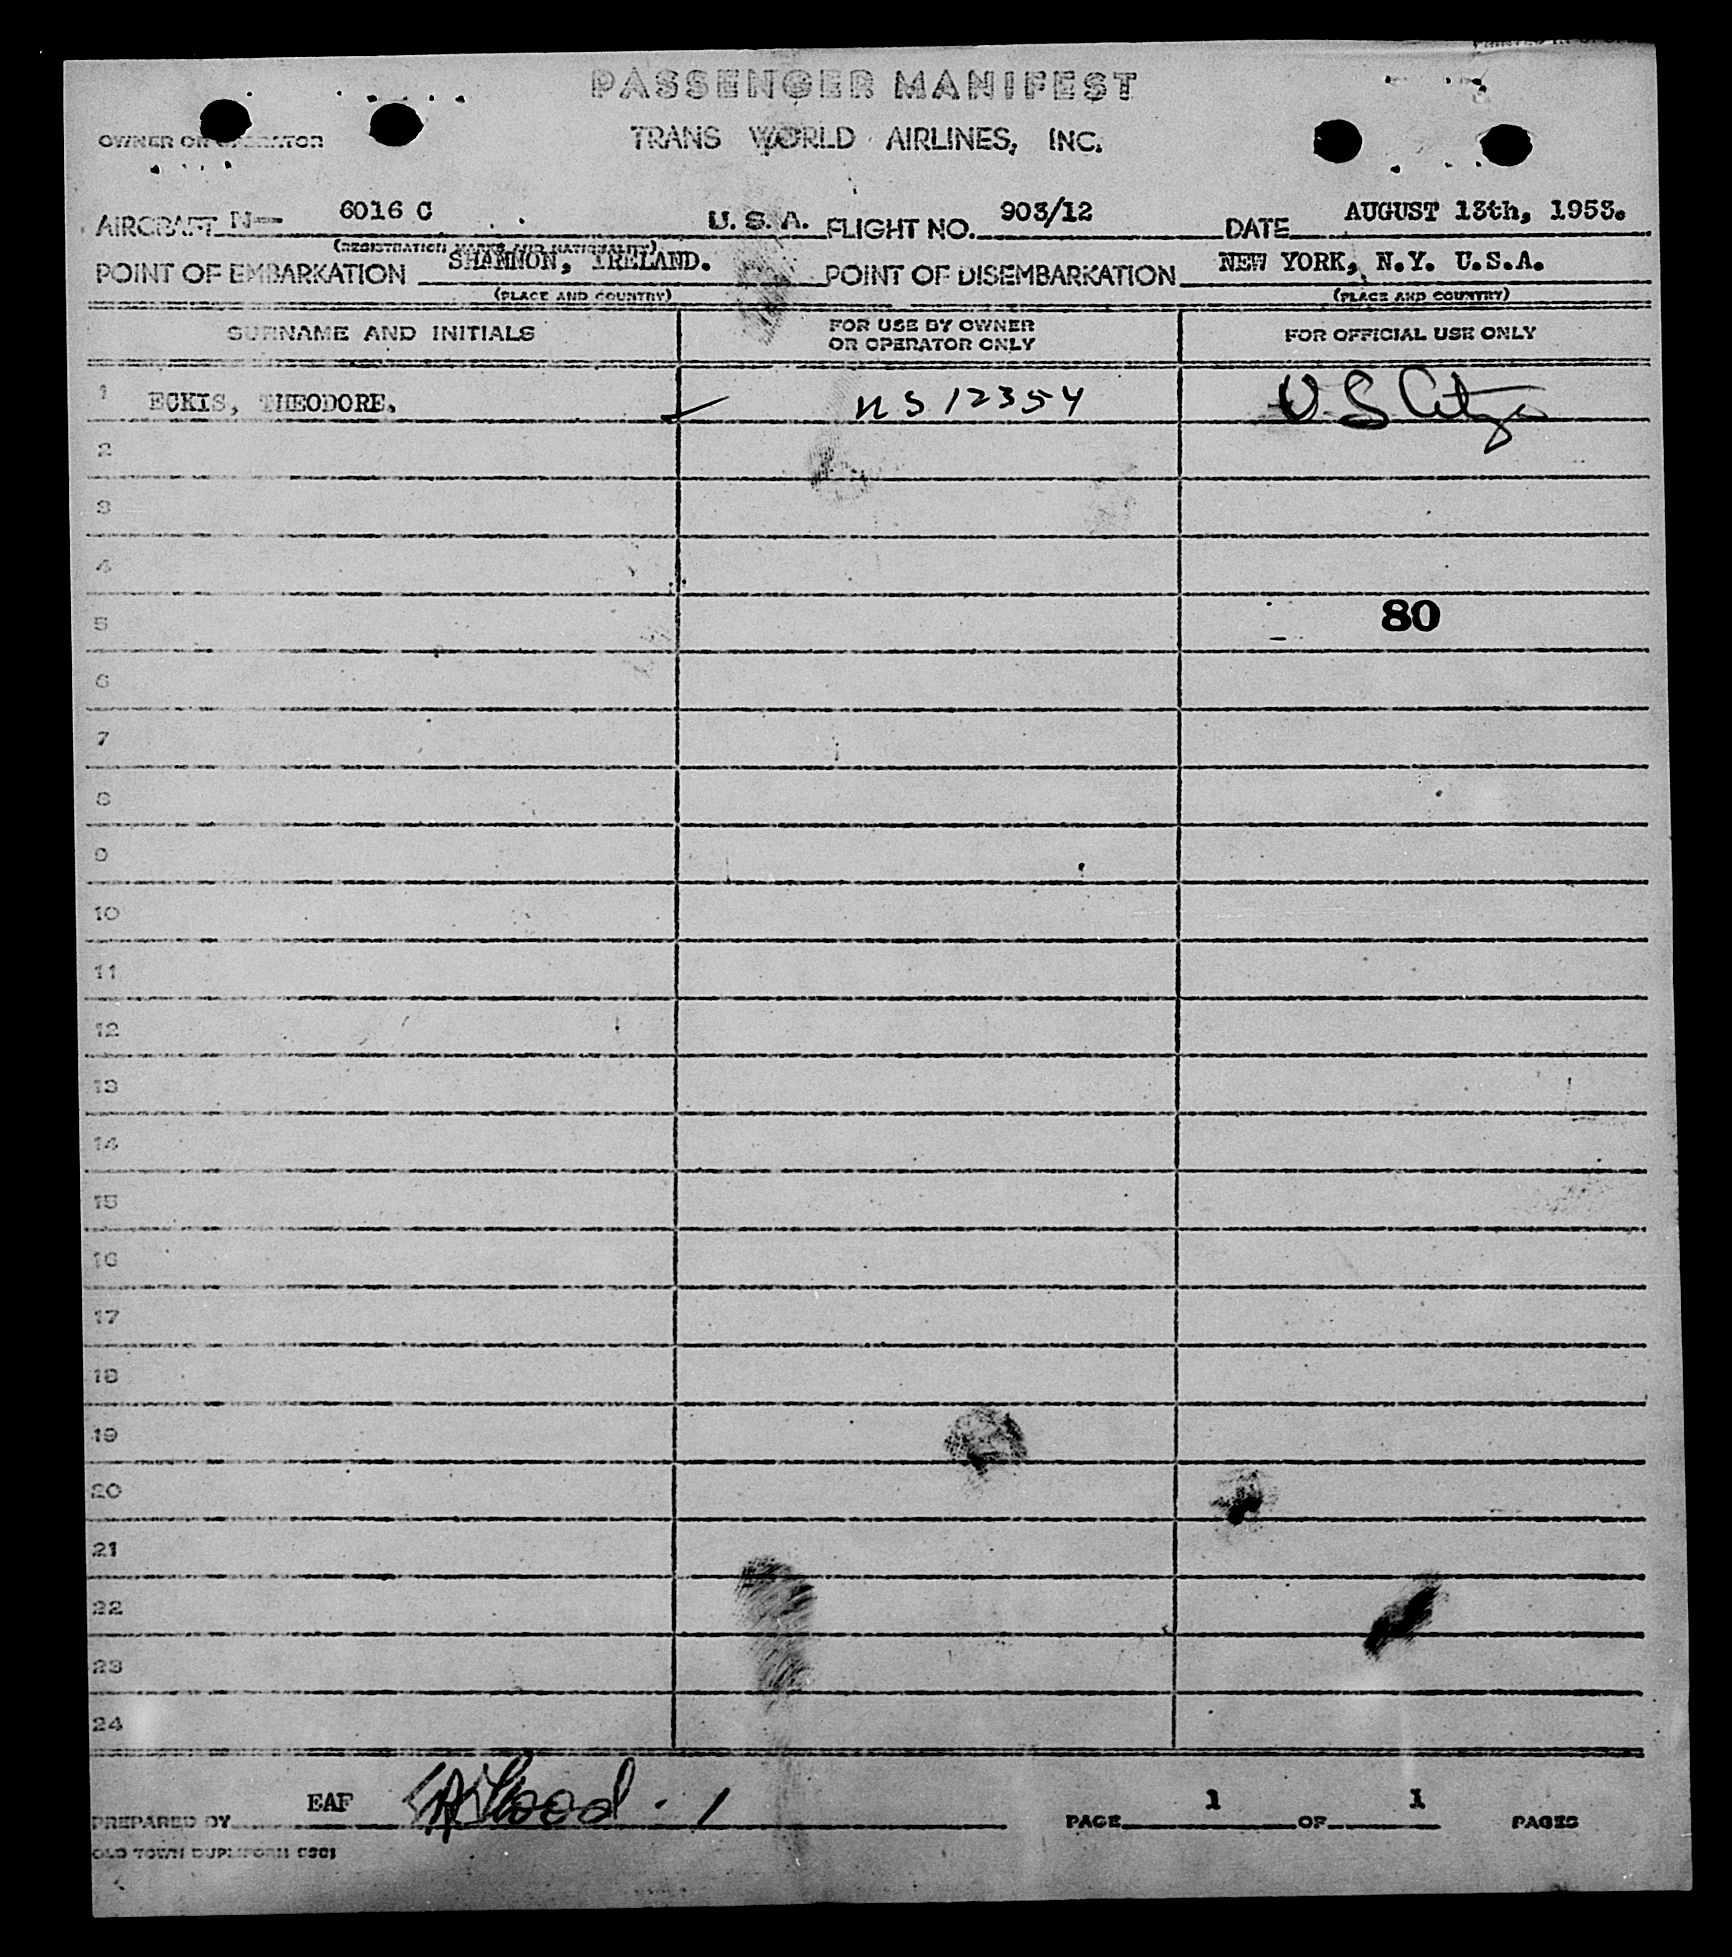 PASSENGER MANIFEST
OWNER OR OPERATOR TRANS WORLD AIRLINES, INC.
AIRCRAFT N— 6016 C U. S. A. FLIGHT NO. 903/12 DATE AUGUST 13th, 1953.
(REGISTRATION MARKS AND NATIONALITY)
POINT OF EMBARKATION SHANNON, IRELAND. POINT OF DISEMBARKATION NEW YORK, N.Y. U.S.A.
(PLACE AND COUNTRY) (PLACE AND COUNTRY)
SURNAME AND INITIALS FOR USE BY OWNER OR OPERATOR ONLY FOR OFFICIAL USE ONLY
1 ECKIS, THEODORE. 12354 U.S Citizen
2
3
4
5 80
6
7
8
9
10
11
12
13
14
15
16
17
18
19
20
21
22
23
24
PREPARED BY EAF PAGE 1 OF 1 PAGES
OLD TOWN DUPLIFORM